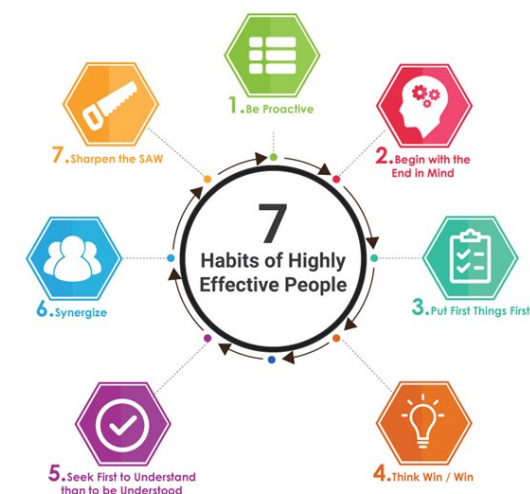 7
Habits of Highly
Effective People
1.Be Proactive
2.Begin with the
End in Mind
3.Put First Things First
4.Think Win / Win
5.Seek First to Understand
than to be Understood
6.Synergize
7.Sharpen the SAW